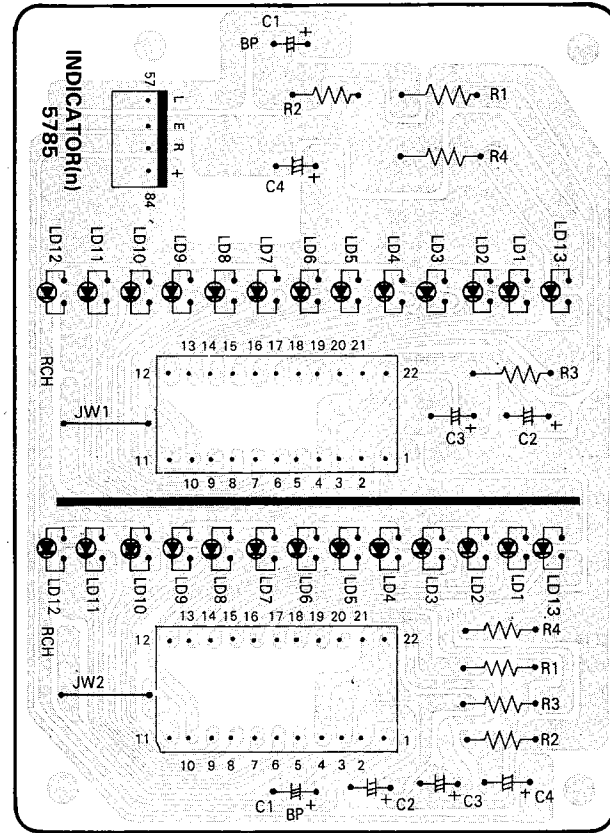 C1
BP +
R2
R1
R4
C4 +
INDICATOR(n)
5785
57
L
E
R
+
84
LD12
LD11
LD10
LD9
LD8
LD7
LD6
LD5
LD4
LD3
LD2
LD1
LD13
RCH
13 14 15 16 17 18 19 20 21
12
22
JW1
11
1
10 9 8 7 6 5 4 3 2
R3
C3 +
C2 +
LD12
LD11
LD10
LD9
LD8
LD7
LD6
LD5
LD4
LD3
LD2
LD1
LD13
RCH
13 14 15 16 17 18 19 20 21
12
22
JW2
11
1
10 9 8 7 6 5 4 3 2
R4
R1
R3
R2
C1
BP +
+ C2
+ C3
+ C4